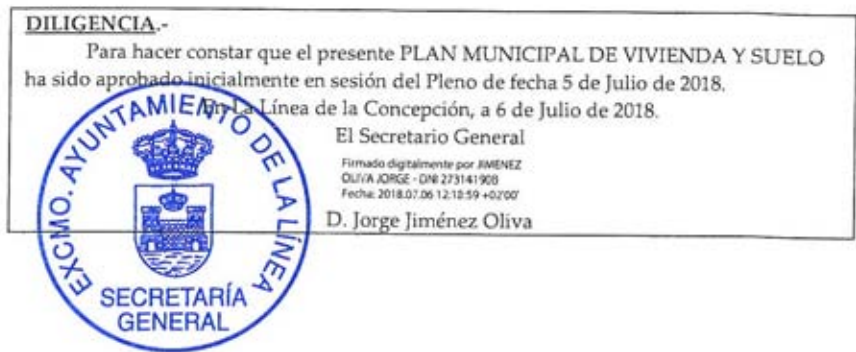 DILIGENCIA.-
Para hacer constar que el presente PLAN MUNICIPAL DE VIVIENDA Y SUELO
ha sido aprobado inicialmente en sesión del Pleno de fecha 5 de Julio de 2018.
En La Línea de la Concepción, a 6 de Julio de 2018.
El Secretario General
Firmado digitalmente por JIMENEZ
OLIVA JORGE - DNI 27314190B
Fecha: 2018.07.06 12:18:59 +02'00'
D. Jorge Jiménez Oliva
EXCMO. AYUNTAMIENTO DE LA LÍNEA
SECRETARÍA
GENERAL